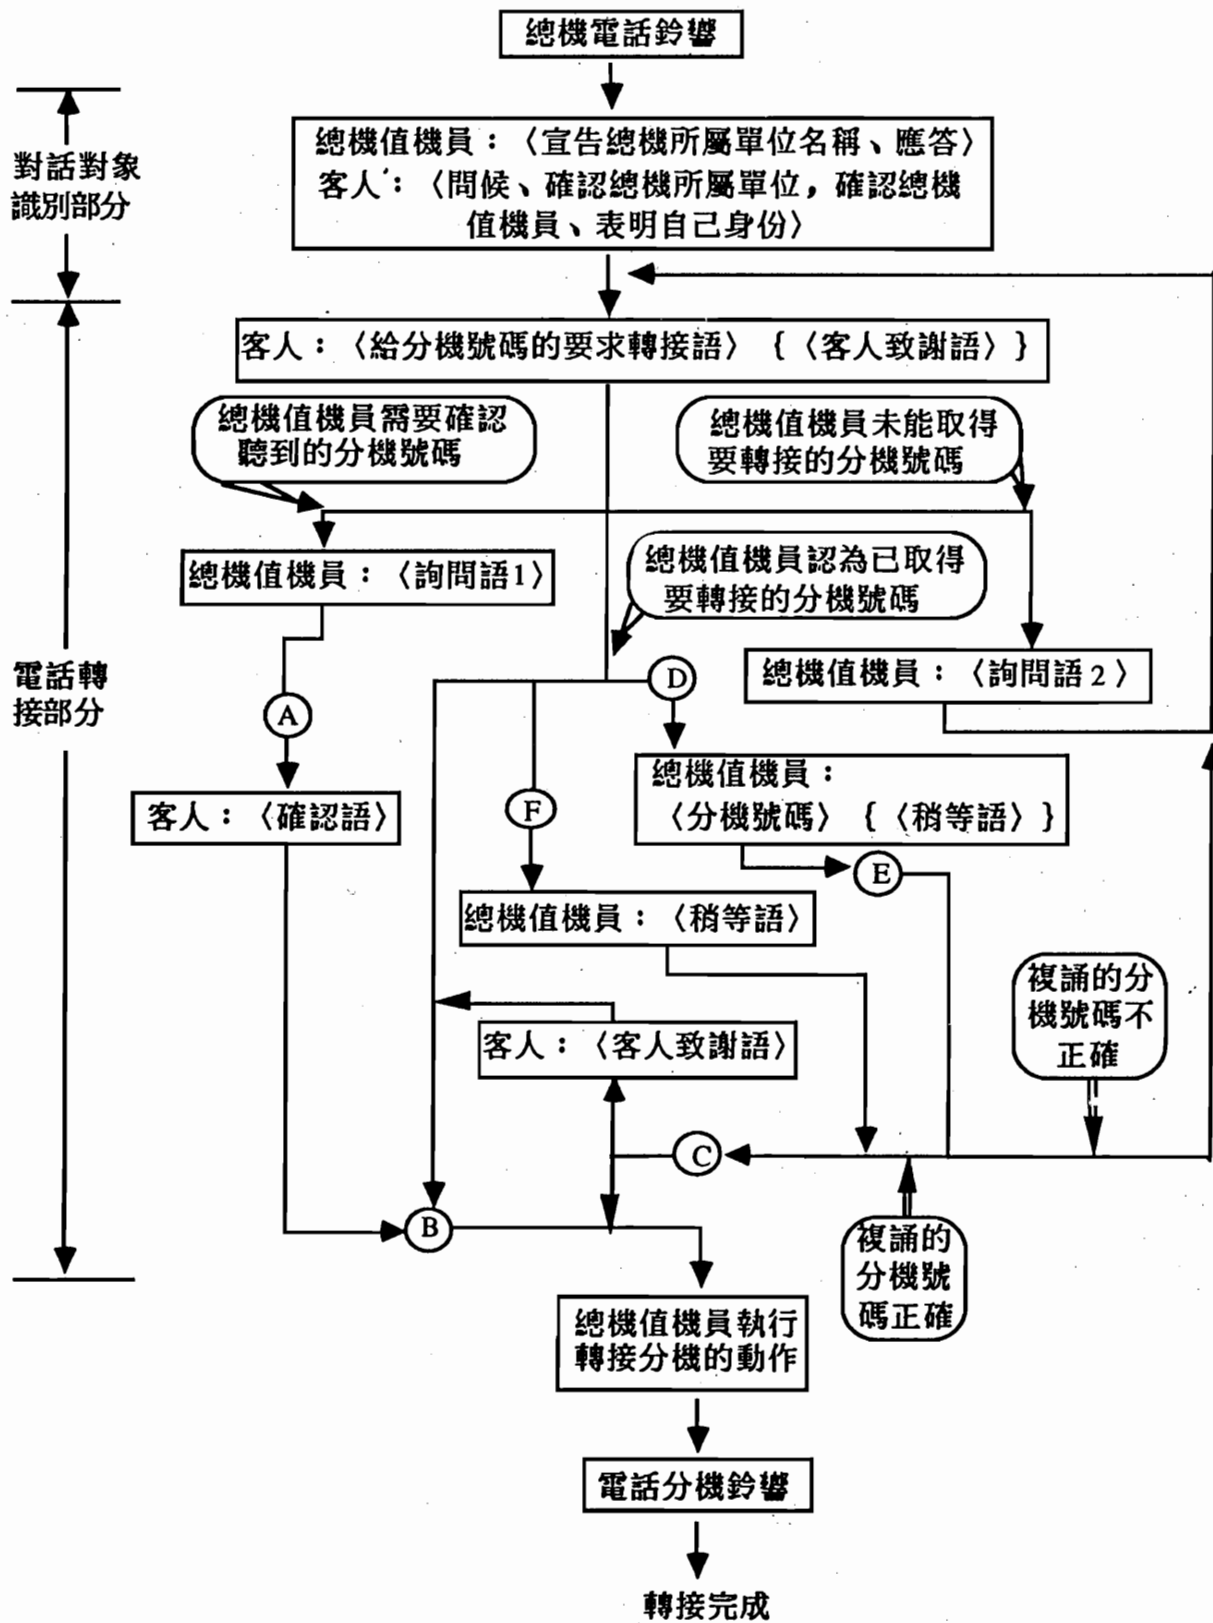 總機電話鈴響
對話對象
識別部分
總機值機員：〈宣告總機所屬單位名稱、應答〉
客人：〈問候、確認總機所屬單位，確認總機
值機員、表明自己身份〉
客人：〈給分機號碼的要求轉接語〉｛〈客人致謝語〉｝
總機值機員需要確認
聽到的分機號碼
總機值機員未能取得
要轉接的分機號碼
總機值機員：〈詢問語1〉
總機值機員認為已取得
要轉接的分機號碼
電話轉
接部分
總機值機員：〈詢問語2〉
D
A
總機值機員：
〈分機號碼〉｛〈稍等語〉｝
客人：〈確認語〉
F
E
總機值機員：〈稍等語〉
複誦的分
機號碼不
正確
客人：〈客人致謝語〉
C
B
複誦的
分機號
碼正確
總機值機員執行
轉接分機的動作
電話分機鈴響
轉接完成